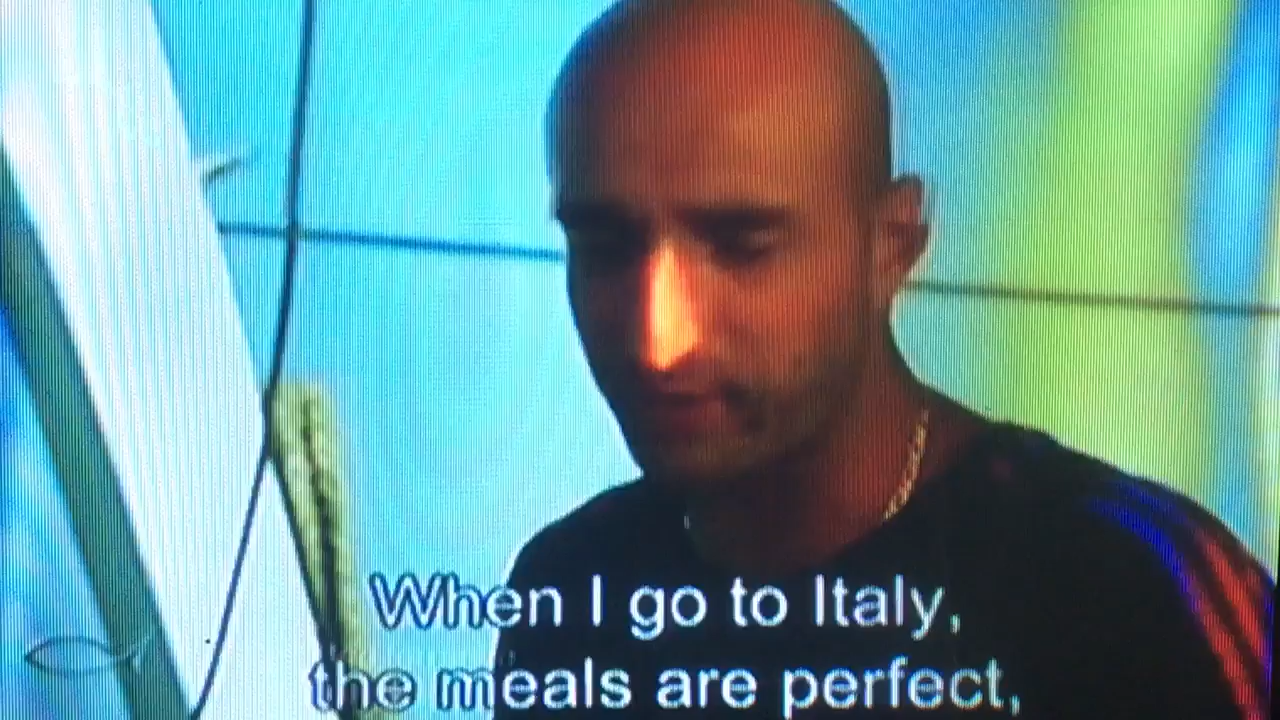 When I go to Italy,
the meals are perfect,